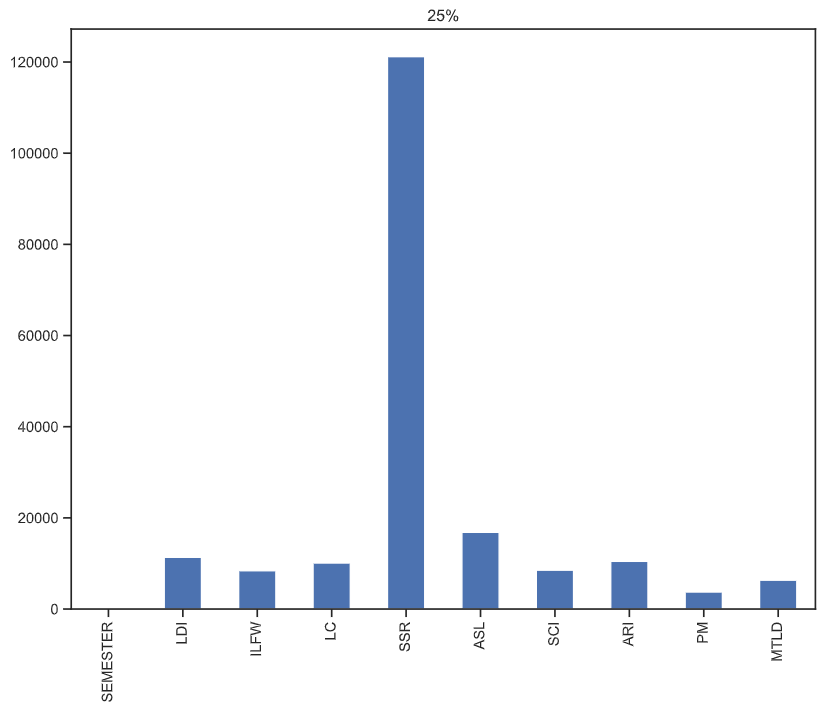 25%
120000
100000
80000
60000
40000
20000
0
SEMESTER
LDI
ILFW
LC
SSR
ASL
SCI
ARI
PM
MTLD